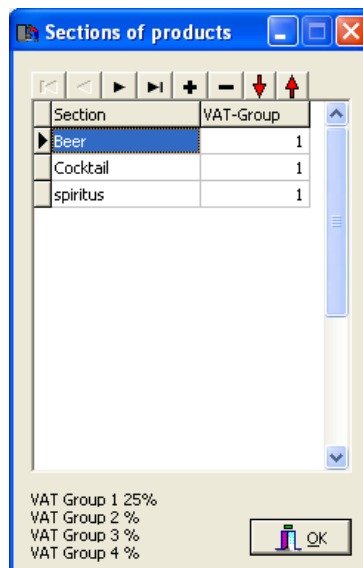 Sections of products
Section VAT-Group
Beer 1
Cocktail 1
spiritus 1
VAT Group 1 25%
VAT Group 2 %
VAT Group 3 %
VAT Group 4 %
OK